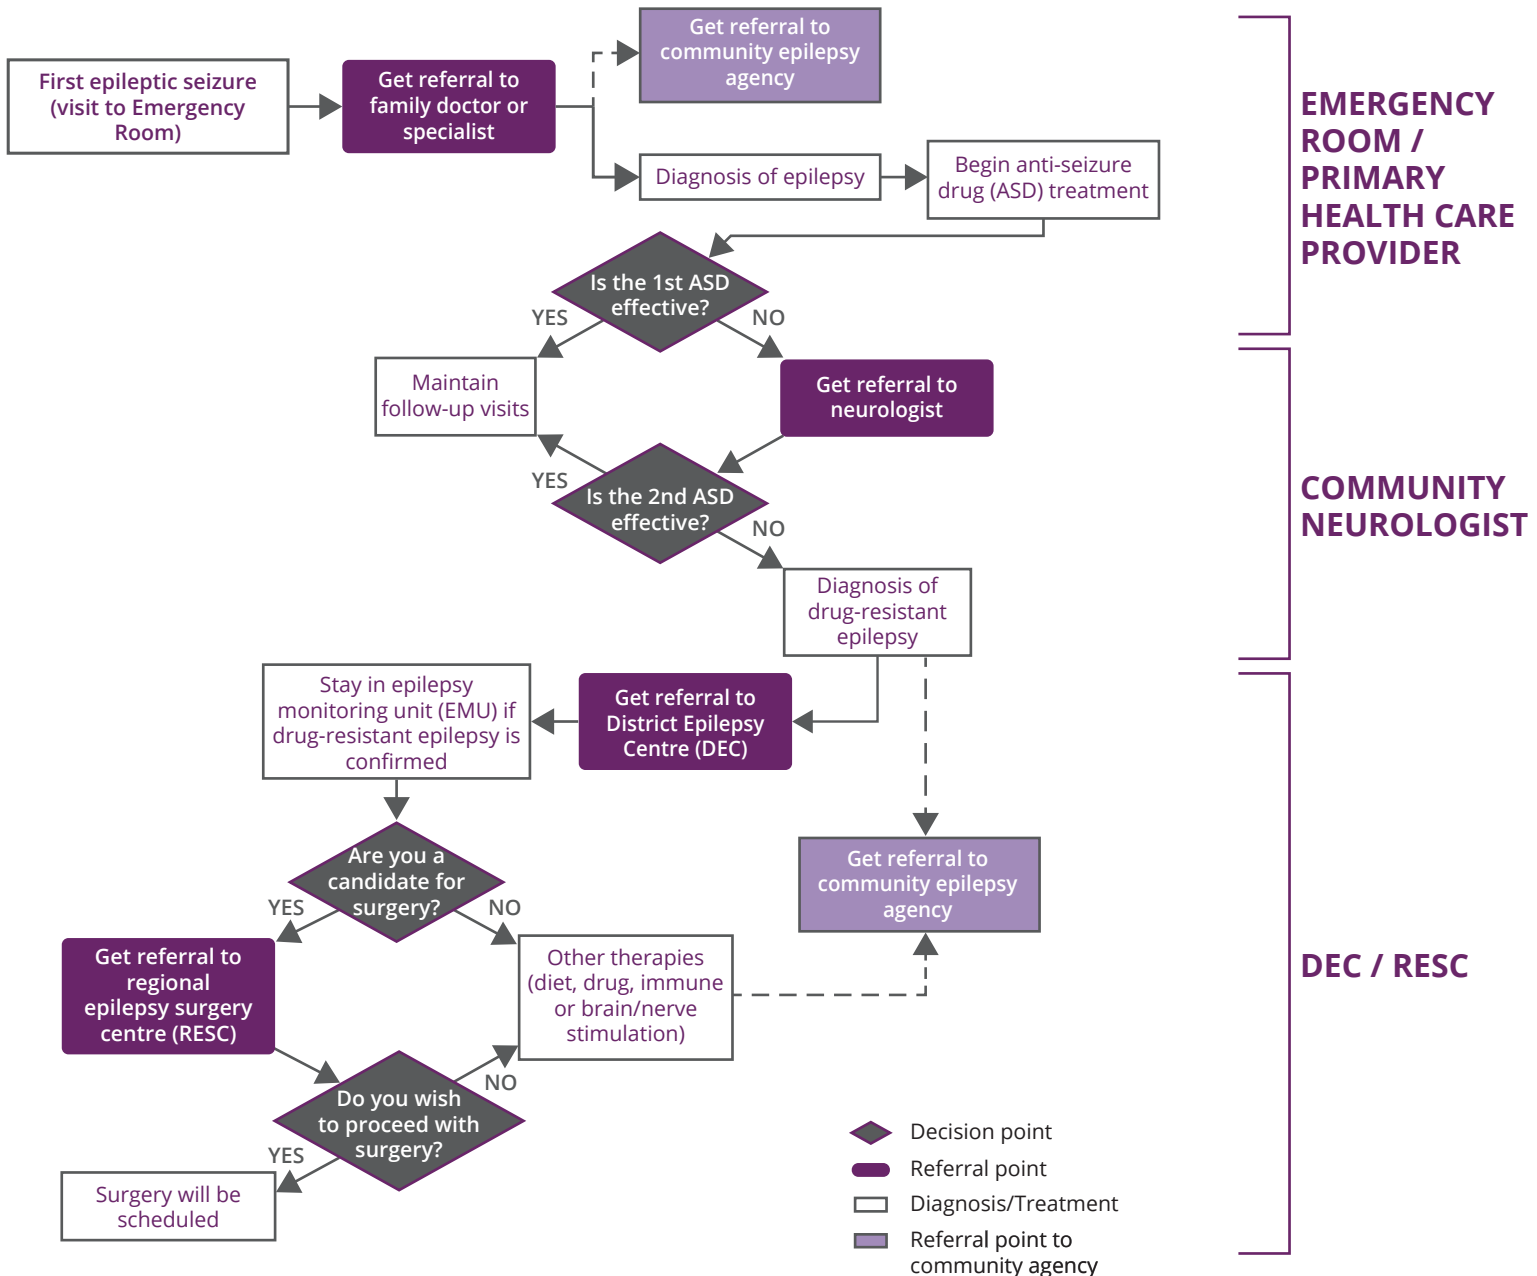 Get referral to
community epilepsy
agency
First epileptic seizure
(visit to Emergency
Room)
Get referral to
family doctor or
specialist
Diagnosis of epilepsy
Begin anti-seizure
drug (ASD) treatment
EMERGENCY
ROOM /
PRIMARY
HEALTH CARE
PROVIDER
Is the 1st ASD
effective?
YES
NO
Maintain
follow-up visits
Get referral to
neurologist
YES
Is the 2nd ASD
effective?
NO
COMMUNITY
NEUROLOGIST
Diagnosis of
drug-resistant
epilepsy
Stay in epilepsy
monitoring unit (EMU) if
drug-resistant epilepsy is
confirmed
Get referral to
District Epilepsy
Centre (DEC)
Are you a
candidate for
surgery?
YES
NO
Get referral to
community epilepsy
agency
Get referral to
regional
epilepsy surgery
centre (RESC)
Other therapies
(diet, drug, immune
or brain/nerve
stimulation)
DEC / RESC
Do you wish
to proceed with
surgery?
NO
YES
Surgery will be
scheduled
Decision point
Referral point
Diagnosis/Treatment
Referral point to
community agency